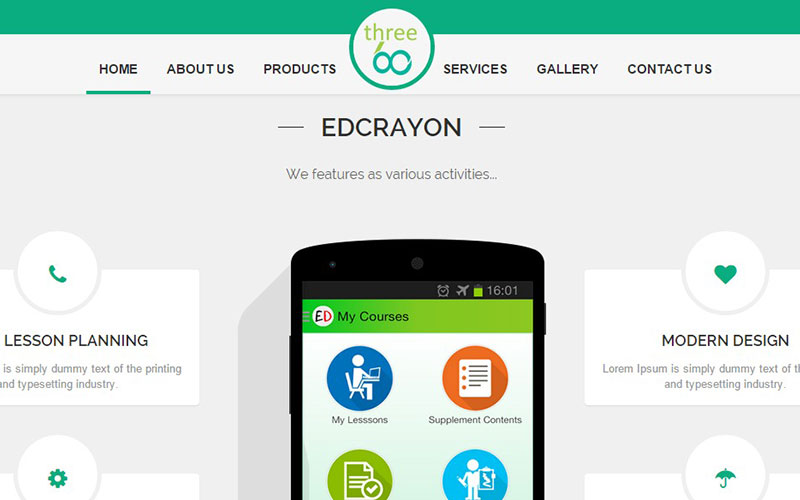 three
60
HOME ABOUT US PRODUCTS SERVICES GALLERY CONTACT US
EDCRAYON
We features as various activities...
16:01
ED My Courses
My Lesssons Supplement Contents
LESSON PLANNING
is simply dummy text of the printing
and typesetting industry.
MODERN DESIGN
Lorem Ipsum is simply dummy text of th
and typesetting industry.